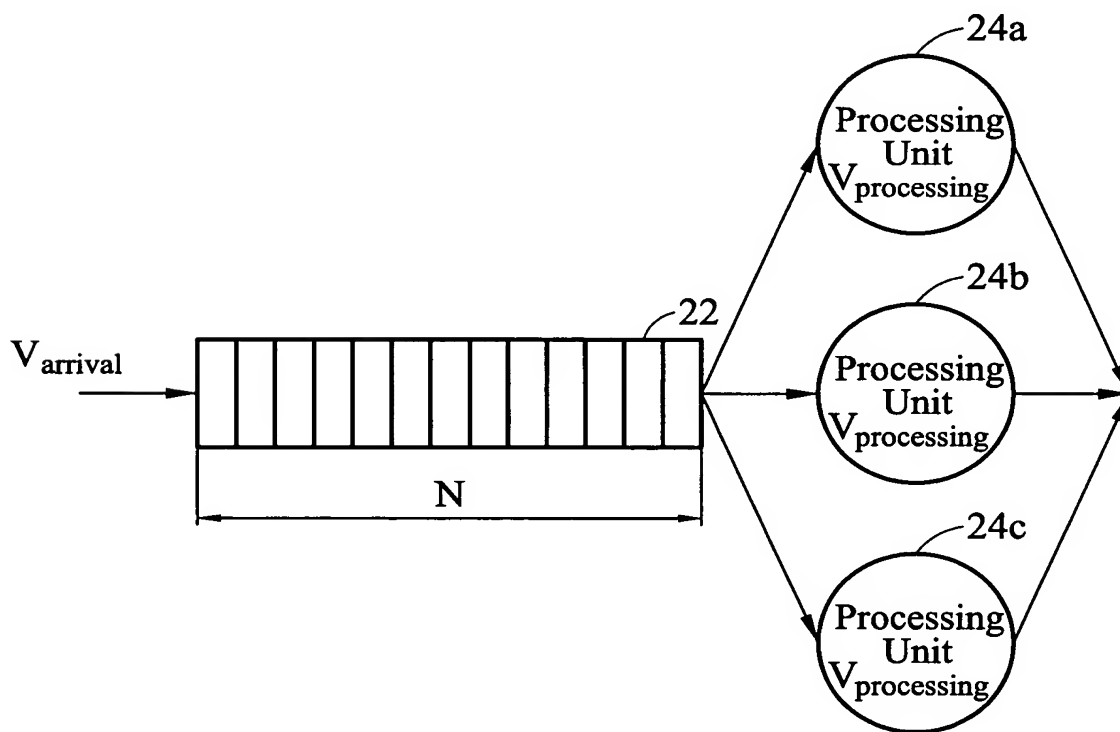 24a
Processing
Unit
Vprocessing
24b
22
Varrival
Processing
Unit
Vprocessing
N
24c
Processing
Unit
Vprocessing